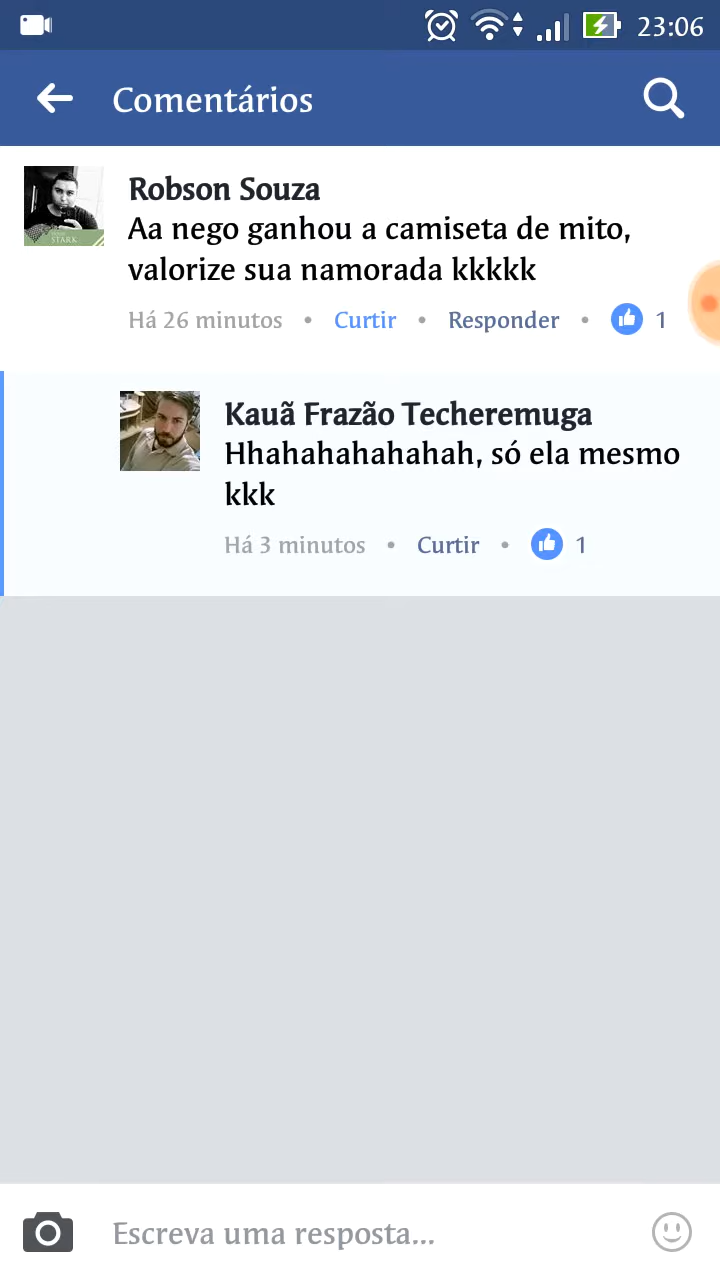 23:06
Comentários
Robson Souza
Aa nego ganhou a camiseta de mito,
valorize sua namorada kkkkk
Há 26 minutos • Curtir • Responder • 1
STARK
Kauã Frazão Techeremuga
Hhahahahahahah, só ela mesmo
kkk
Há 3 minutos • Curtir • 1
Escreva uma resposta...